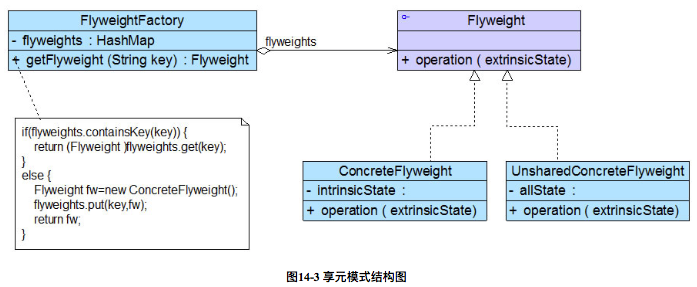 FlyweightFactory
- flyweights : HashMap
+ getFlyweight (String key) : Flyweight
flyweights
Flyweight
+ operation ( extrinsicState)
if(flyweights.containsKey(key)) {
return (Flyweight )flyweights.get(key);
}
else {
Flyweight fw=new ConcreteFlyweight();
flyweights.put(key,fw);
return fw;
}
ConcreteFlyweight
- intrinsicState :
+ operation ( extrinsicState)
UnsharedConcreteFlyweight
- allState :
+ operation ( extrinsicState)
图14-3 享元模式结构图